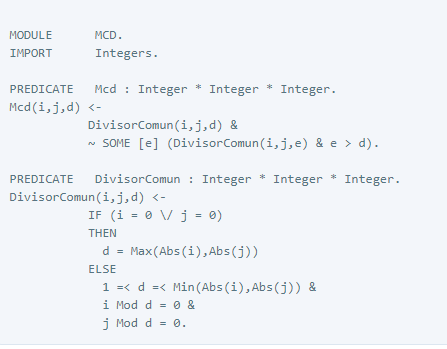 MODULE MCD.
IMPORT Integers.
PREDICATE Mcd : Integer * Integer * Integer.
Mcd(i,j,d) <-
DivisorComun(i,j,d) &
~ SOME [e] (DivisorComun(i,j,e) & e > d).
PREDICATE DivisorComun : Integer * Integer * Integer.
DivisorComun(i,j,d) <-
IF (i = 0 \/ j = 0)
THEN
d = Max(Abs(i),Abs(j))
ELSE
1 =< d =< Min(Abs(i),Abs(j)) &
i Mod d = 0 &
j Mod d = 0.